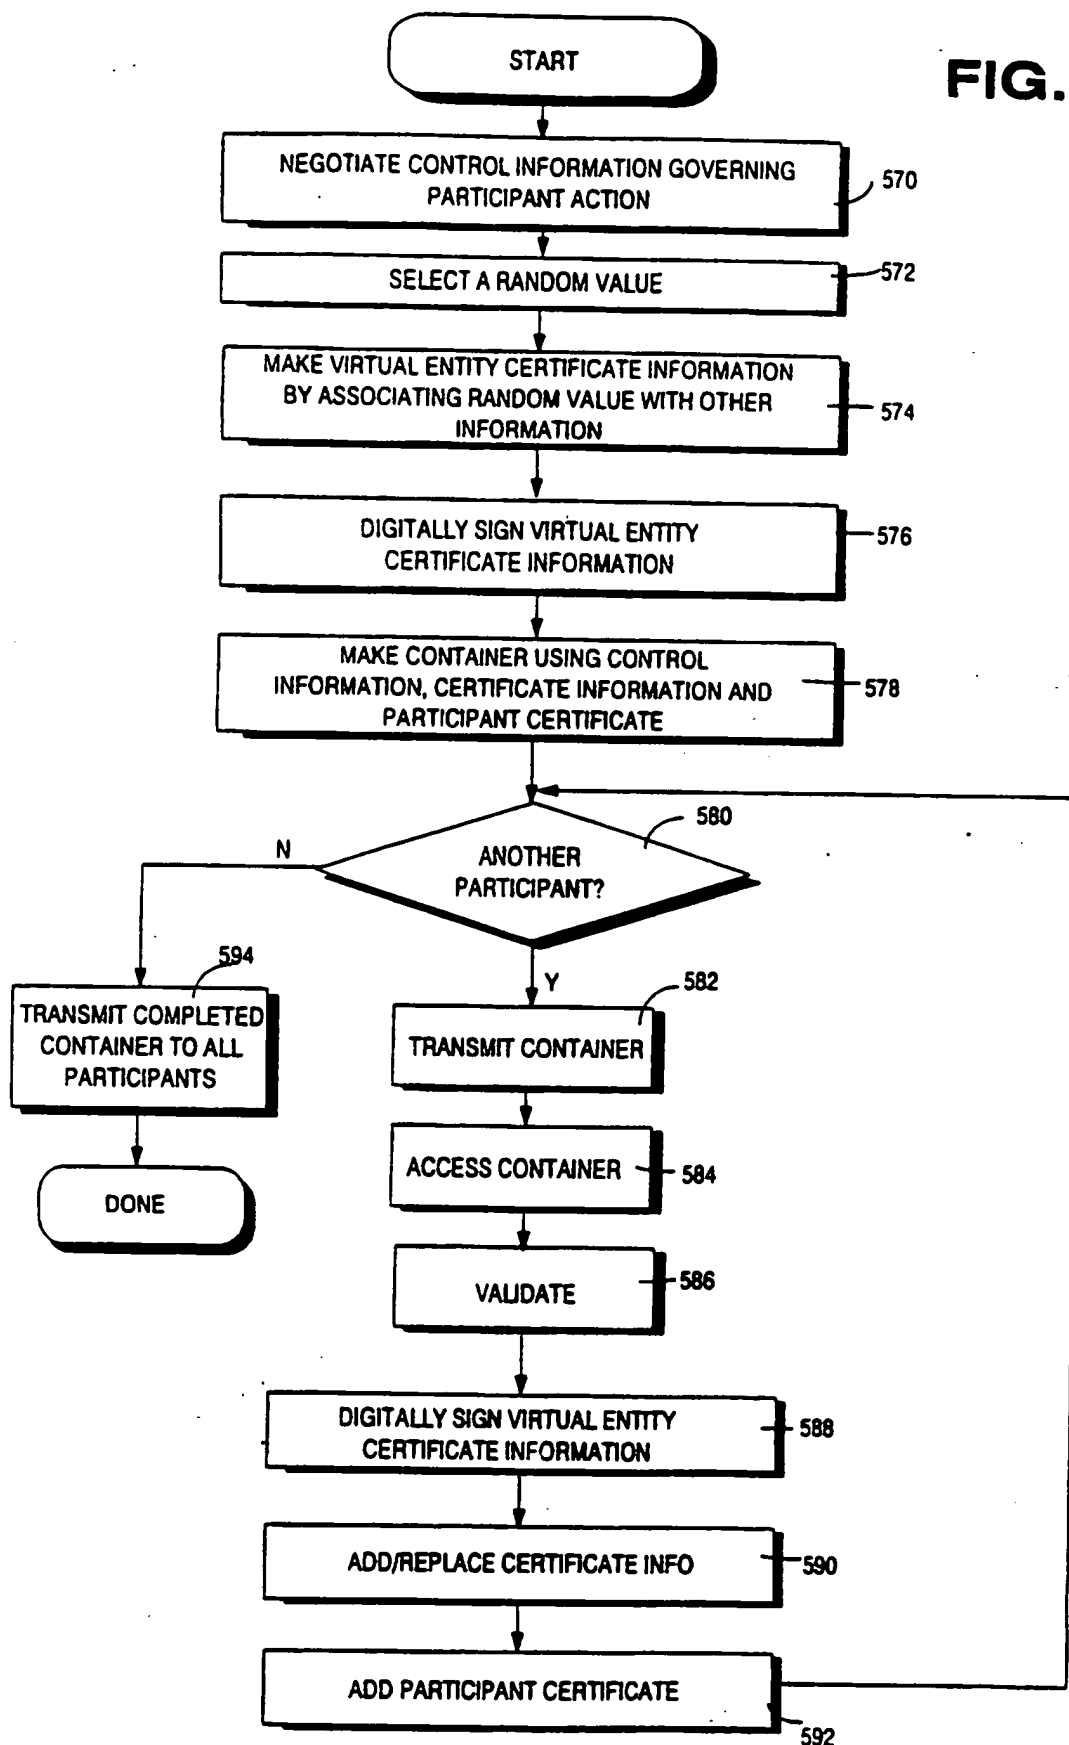 START
FIG.
NEGOTIATE CONTROL INFORMATION GOVERNING
PARTICIPANT ACTION
570
SELECT A RANDOM VALUE
572
MAKE VIRTUAL ENTITY CERTIFICATE INFORMATION
BY ASSOCIATING RANDOM VALUE WITH OTHER
INFORMATION
574
DIGITALLY SIGN VIRTUAL ENTITY
CERTIFICATE INFORMATION
576
MAKE CONTAINER USING CONTROL
INFORMATION, CERTIFICATE INFORMATION AND
PARTICIPANT CERTIFICATE
578
580
ANOTHER
PARTICIPANT?
N
Y
594
TRANSMIT COMPLETED
CONTAINER TO ALL
PARTICIPANTS
DONE
582
TRANSMIT CONTAINER
ACCESS CONTAINER
584
VALIDATE
586
DIGITALLY SIGN VIRTUAL ENTITY
CERTIFICATE INFORMATION
588
ADD/REPLACE CERTIFICATE INFO
590
ADD PARTICIPANT CERTIFICATE
592